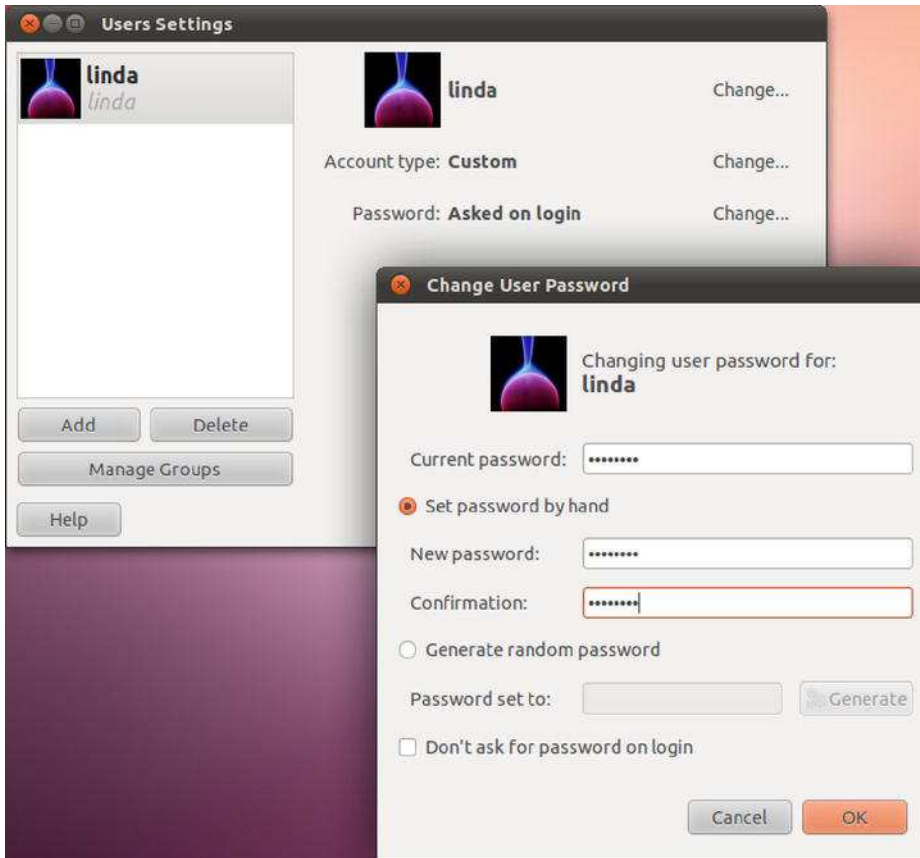 Users Settings
linda
linda
linda Change...
Account type: Custom Change...
Password: Asked on login Change...
Add Delete
Manage Groups
Help
Change User Password
Changing user password for:
linda
Current password: ••••••••
Set password by hand
New password: ••••••••
Confirmation: ••••••••
Generate random password
Password set to: Generate
Don't ask for password on login
Cancel OK